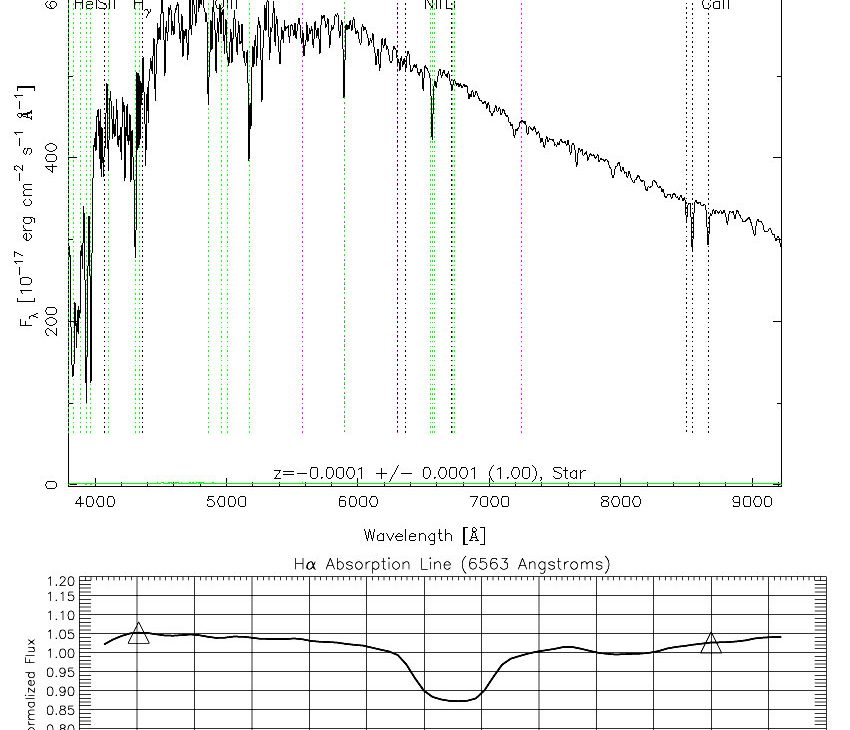 HeI SII Hγ OIII NII Li CaII
400
200
0
F_λ [10^−17 erg cm^−2 s^−1 Å^−1]
z=−0.0001 +/− 0.0001 (1.00), Star
4000 5000 6000 7000 8000 9000
Wavelength [Å]
Hα Absorption Line (6563 Angstroms)
1.20
1.15
1.10
1.05
1.00
0.95
0.90
0.85
0.80
ormalized Flux